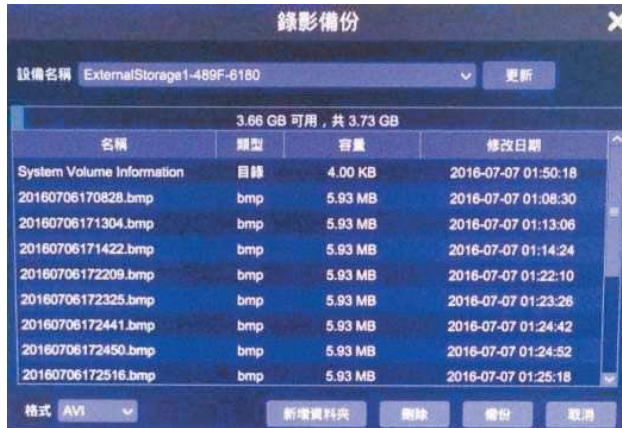 錄影備份
設備名稱 ExternalStorage1-489F-6180 更新
3.66 GB 可用，共 3.73 GB
名稱 類型 容量 修改日期
System Volume Information 目錄 4.00 KB 2016-07-07 01:50:18
20160706170828.bmp bmp 5.93 MB 2016-07-07 01:08:30
20160706171304.bmp bmp 5.93 MB 2016-07-07 01:13:06
20160706171422.bmp bmp 5.93 MB 2016-07-07 01:14:24
20160706172209.bmp bmp 5.93 MB 2016-07-07 01:22:10
20160706172325.bmp bmp 5.93 MB 2016-07-07 01:23:26
20160706172441.bmp bmp 5.93 MB 2016-07-07 01:24:42
20160706172450.bmp bmp 5.93 MB 2016-07-07 01:24:52
20160706172516.bmp bmp 5.93 MB 2016-07-07 01:25:18
格式 AVI 新增資料夾 刪除 備份 取消